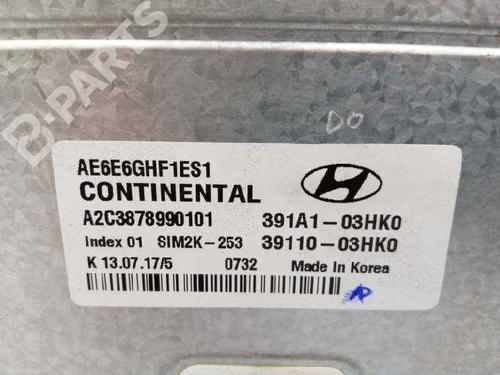 B-PARTS
DO
AE6E6GHF1ES1
CONTINENTAL
A2C3878990101 391A1-03HK0
Index 01 SIM2K-253 39110-03HK0
K 13.07.17/5 0732 Made In Korea